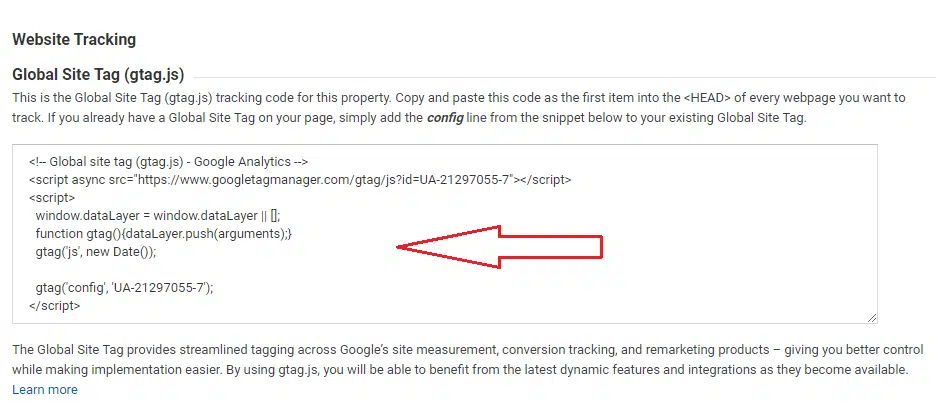 Website Tracking
Global Site Tag (gtag.js)
This is the Global Site Tag (gtag.js) tracking code for this property. Copy and paste this code as the first item into the <HEAD> of every webpage you want to
track. If you already have a Global Site Tag on your page, simply add the config line from the snippet below to your existing Global Site Tag.
<!-- Global site tag (gtag.js) - Google Analytics -->
<script async src="https://www.googletagmanager.com/gtag/js?id=UA-21297055-7"></script>
<script>
window.dataLayer = window.dataLayer || [];
function gtag(){dataLayer.push(arguments);}
gtag('js', new Date());
gtag('config', 'UA-21297055-7');
</script>
The Global Site Tag provides streamlined tagging across Google's site measurement, conversion tracking, and remarketing products – giving you better control
while making implementation easier. By using gtag.js, you will be able to benefit from the latest dynamic features and integrations as they become available.
Learn more